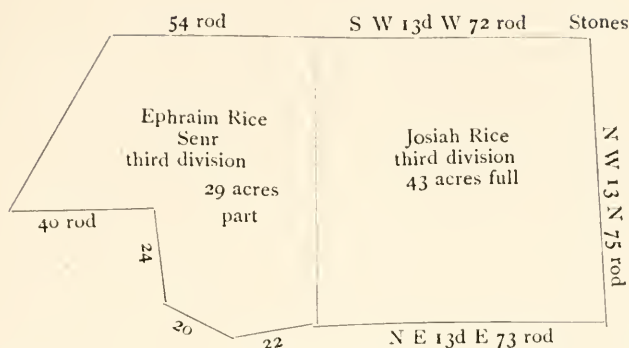 54 rod
S W 13d W 72 rod
Stones
Ephraim Rice
Senr
third division
29 acres
part
Josiah Rice
third division
43 acres full
N W 13 N 75 rod
40 rod
24
20
22
N E 13d E 73 rod